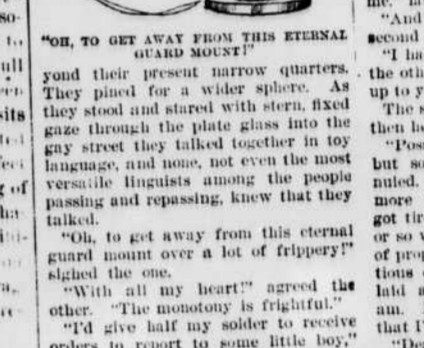 "OH, TO GET AWAY FROM THIS ETERNAL
GUARD MOUNT!"
yond their present narrow quarters.
They pined for a wider sphere. As
they stood and stared with stern, fixed
gaze through the plate glass into the
gay street they talked together in toy
language, and none, not even the most
versatile linguists among the people
passing and repassing, knew that they
talked.
"Oh, to get away from this eternal
guard mount over a lot of frippery!"
sighed the one.
"With all my heart!" agreed the
other. "The monotony is frightful."
"I'd give half my solder to receive
orders to report to some little boy,"
"And
second
"I ha
the oth
up to y
The s
then h
"Poss
but so
nuled.
more
got tir
or so w
of prop
tious
laid a
am.
that I'
"De